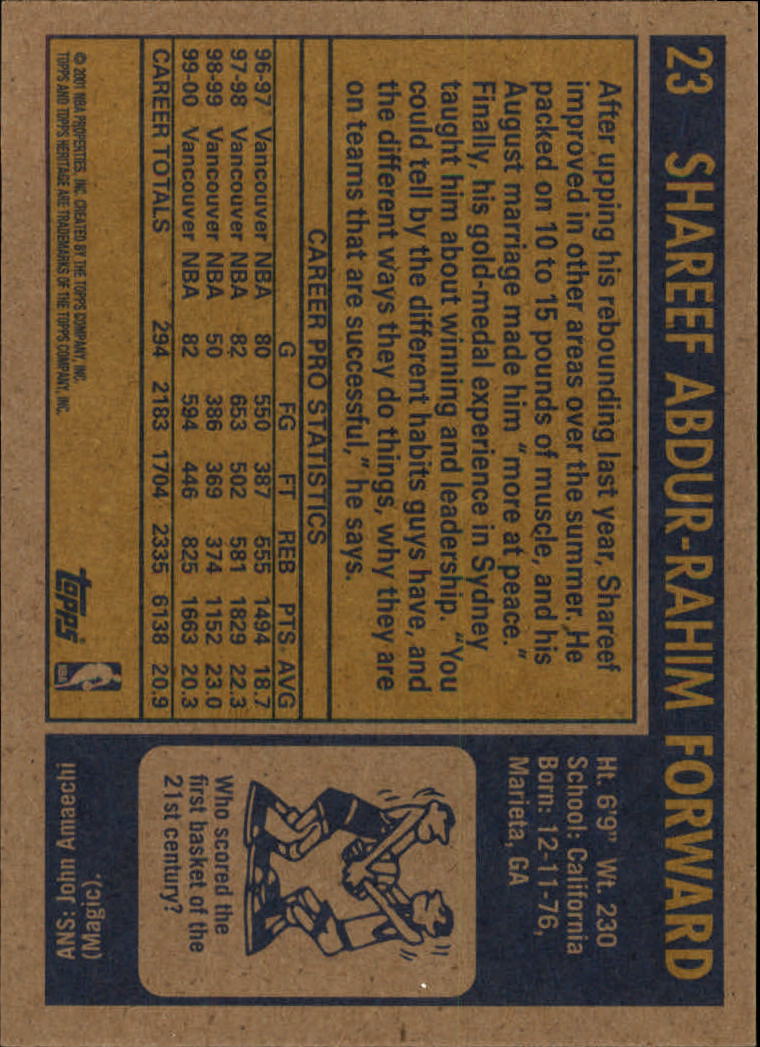 23 SHAREEF ABDUR-RAHIM FORWARD
After upping his rebounding last year, Shareef
improved in other areas over the summer. He
packed on 10 to 15 pounds of muscle, and his
August marriage made him "more at peace."
Finally, his gold-medal experience in Sydney
taught him about winning and leadership. "You
could tell by the different habits guys have, and
the different ways they do things, why they are
on teams that are successful," he says.
CAREER PRO STATISTICS
G FG FT REB PTS AVG
96-97 Vancouver NBA 80 550 387 555 1494 18.7
97-98 Vancouver NBA 82 653 502 581 1829 22.3
98-99 Vancouver NBA 50 386 369 374 1152 23.0
99-00 Vancouver NBA 82 594 446 825 1663 20.3
CAREER TOTALS 294 2183 1704 2335 6138 20.9
© 2001 NBA PROPERTIES, INC. CREATED BY THE TOPPS COMPANY, INC.
TOPPS AND TOPPS HERITAGE ARE TRADEMARKS OF THE TOPPS COMPANY, INC.
topps
NBA
Ht. 6'9" Wt. 230
School: California
Born: 12-11-76,
Marieta, GA
Who scored the
first basket of the
21st century?
ANS: John Amaechi
(Magic).